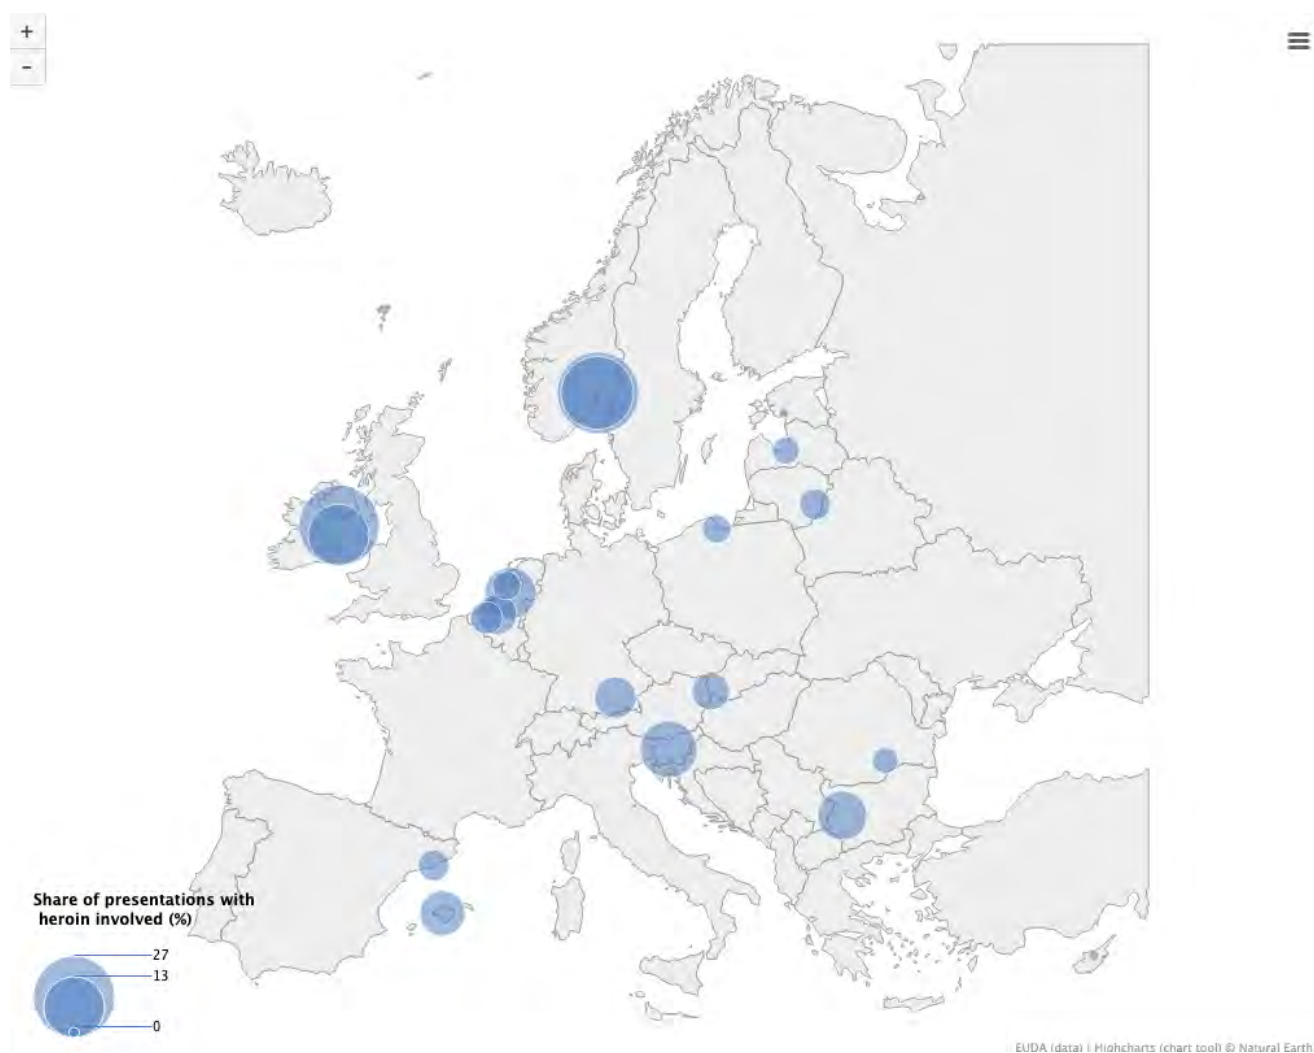 +
−
Share of presentations with
heroin involved (%)
27
13
0
EUDA (data) | Highcharts (chart tool) © Natural Earth